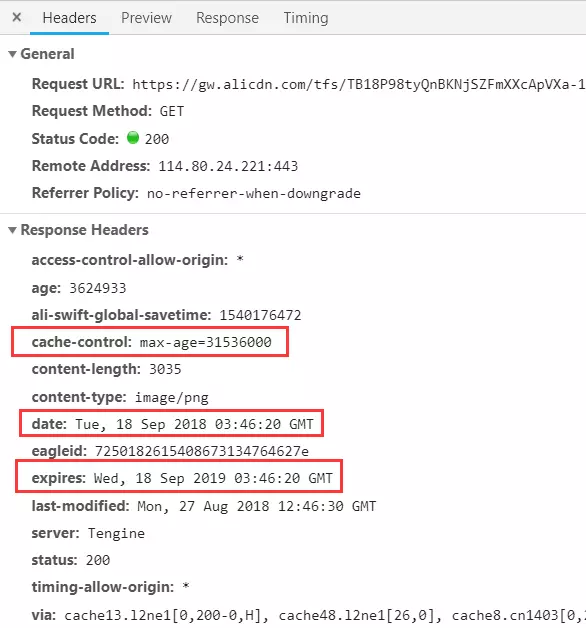 × Headers Preview Response Timing
▼ General
Request URL: https://gw.alicdn.com/tfs/TB18P98tyQnBKNjSZFmXXcApVXa-1
Request Method: GET
Status Code: 200
Remote Address: 114.80.24.221:443
Referrer Policy: no-referrer-when-downgrade
▼ Response Headers
access-control-allow-origin: *
age: 3624933
ali-swift-global-savetime: 1540176472
cache-control: max-age=31536000
content-length: 3035
content-type: image/png
date: Tue, 18 Sep 2018 03:46:20 GMT
eagleid: 7250182615408673134764627e
expires: Wed, 18 Sep 2019 03:46:20 GMT
last-modified: Mon, 27 Aug 2018 12:46:30 GMT
server: Tengine
status: 200
timing-allow-origin: *
via: cache13.l2ne1[0,200-0,H], cache48.l2ne1[26,0], cache8.cn1403[0,